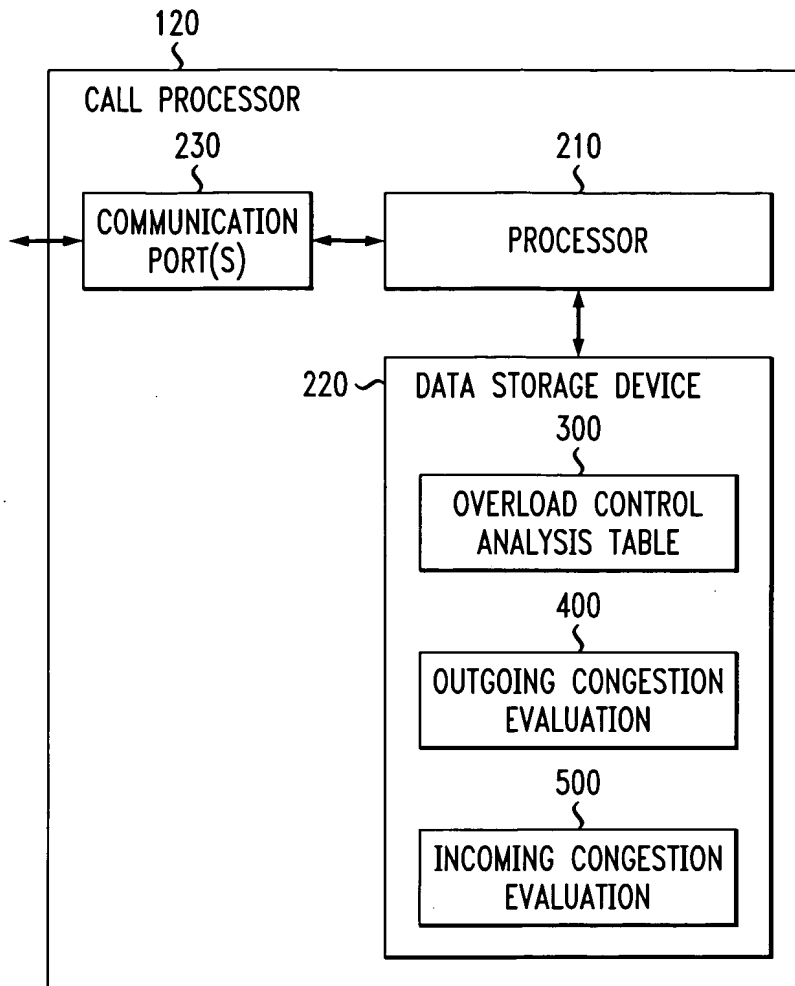 120
CALL PROCESSOR
230
210
COMMUNICATION
PORT(S)
PROCESSOR
220
DATA STORAGE DEVICE
300
OVERLOAD CONTROL
ANALYSIS TABLE
400
OUTGOING CONGESTION
EVALUATION
500
INCOMING CONGESTION
EVALUATION